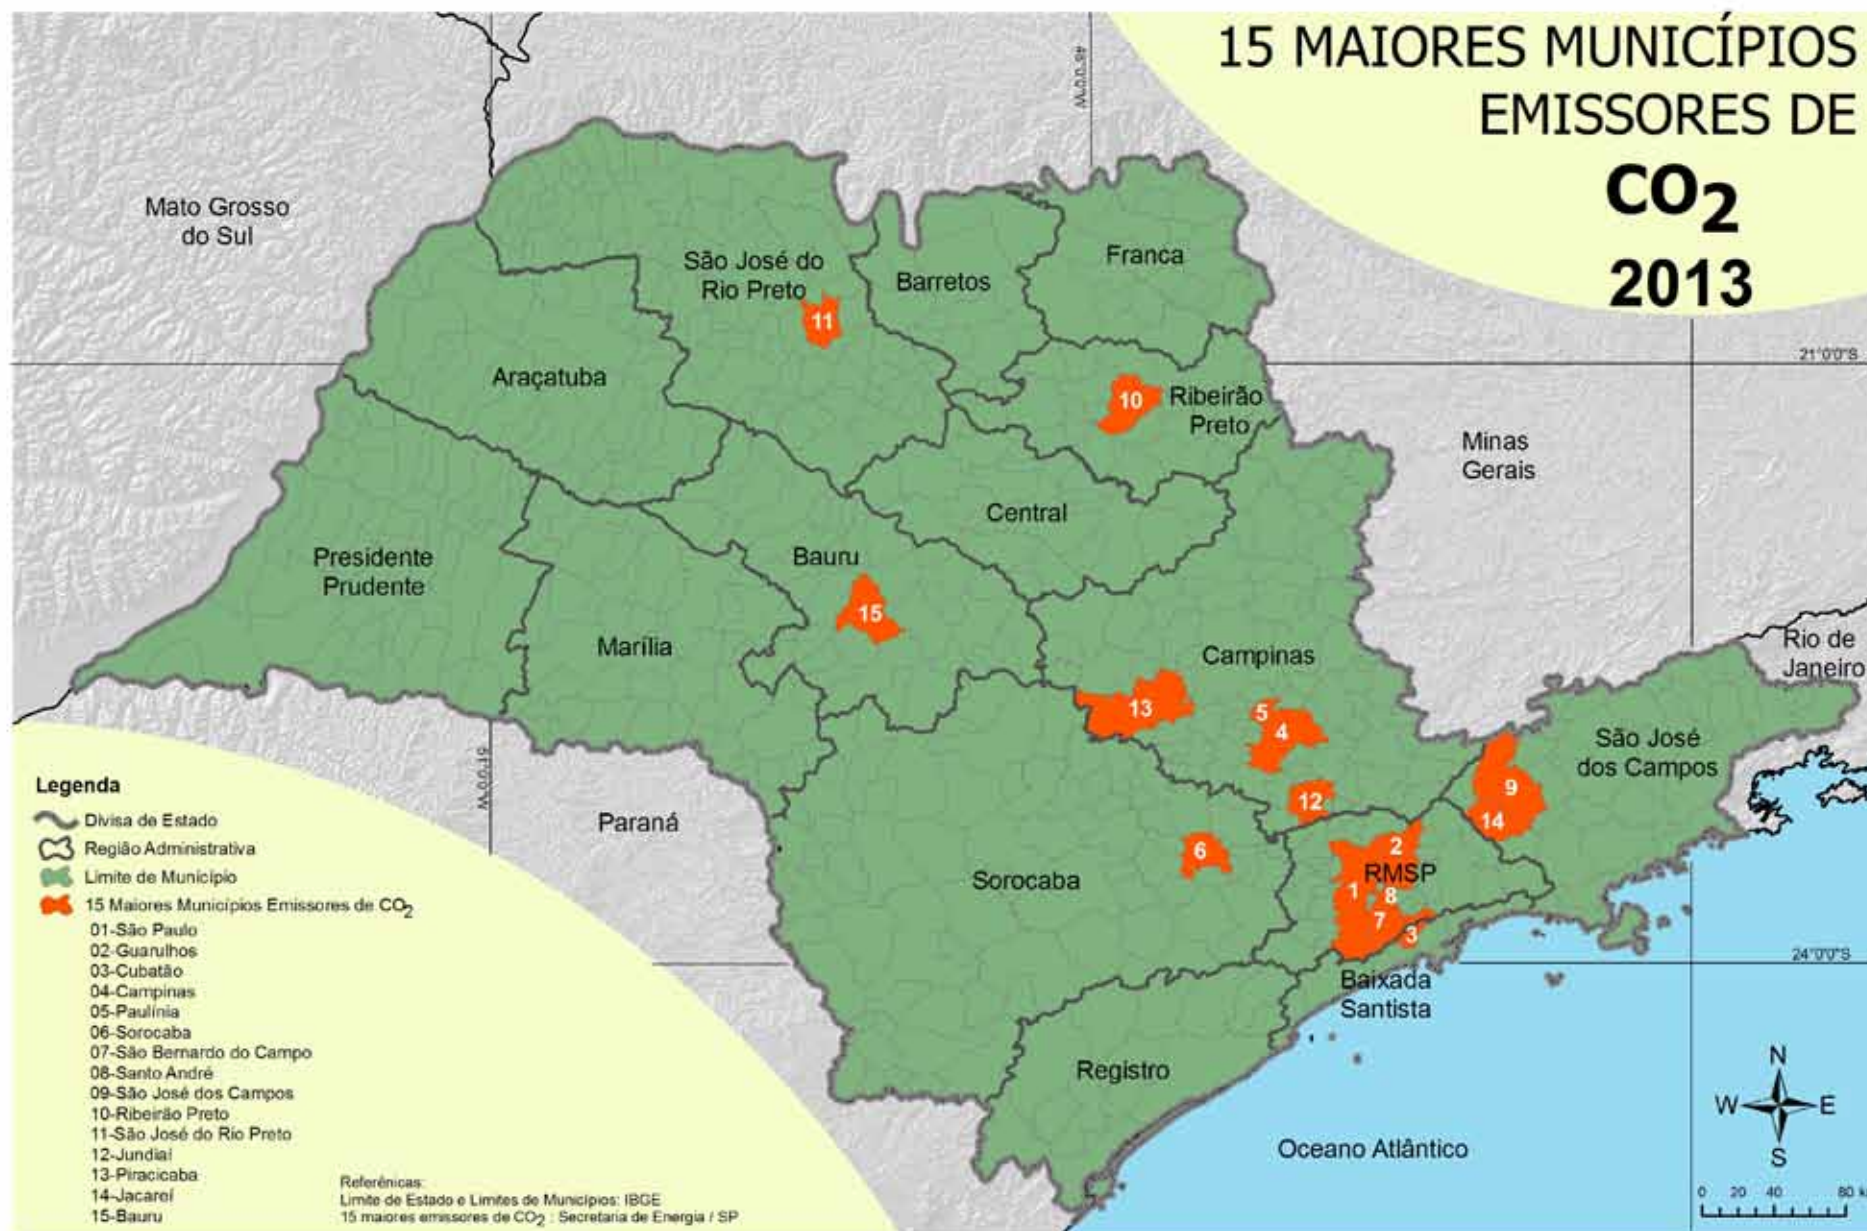 15 MAIORES MUNICÍPIOS
EMISSORES DE
CO2
2013
48°0'0"W
Mato Grosso
do Sul
São José do
Rio Preto
11
Barretos
Franca
21°0'0"S
Araçatuba
10
Ribeirão
Preto
Minas
Gerais
Central
Presidente
Prudente
Bauru
15
Marília
Campinas
Rio de
Janeiro
13
5
4
São José
dos Campos
9
14
12
51°0'0"W
Paraná
Sorocaba
6
2
RMSP
1
8
7
3
24°0'0"S
Baixada
Santista
Registro
Oceano Atlântico
N
W
E
S
0 20 40 80 k
Legenda
Divisa de Estado
Região Administrativa
Limite de Município
15 Maiores Municípios Emissores de CO2
01-São Paulo
02-Guarulhos
03-Cubatão
04-Campinas
05-Paulínia
06-Sorocaba
07-São Bernardo do Campo
08-Santo André
09-São José dos Campos
10-Ribeirão Preto
11-São José do Rio Preto
12-Jundiaí
13-Piracicaba
14-Jacareí
15-Bauru
Referênicas:
Limite de Estado e Limites de Municípios: IBGE
15 maiores emissores de CO2 : Secretaria de Energia / SP